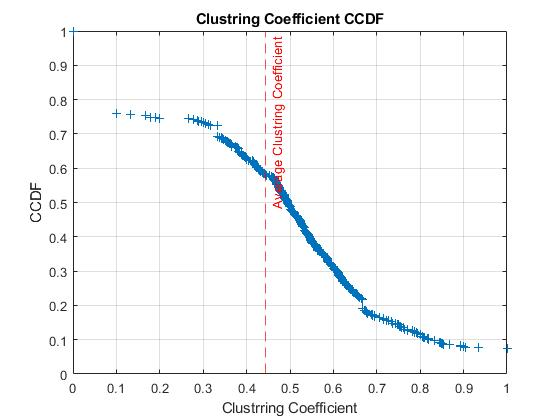 Clustring Coefficient CCDF
1
0.9
0.8
0.7
0.6
0.5
0.4
0.3
0.2
0.1
0
CCDF
Average Clustring Coefficient
0 0.1 0.2 0.3 0.4 0.5 0.6 0.7 0.8 0.9 1
Clustrring Coefficient